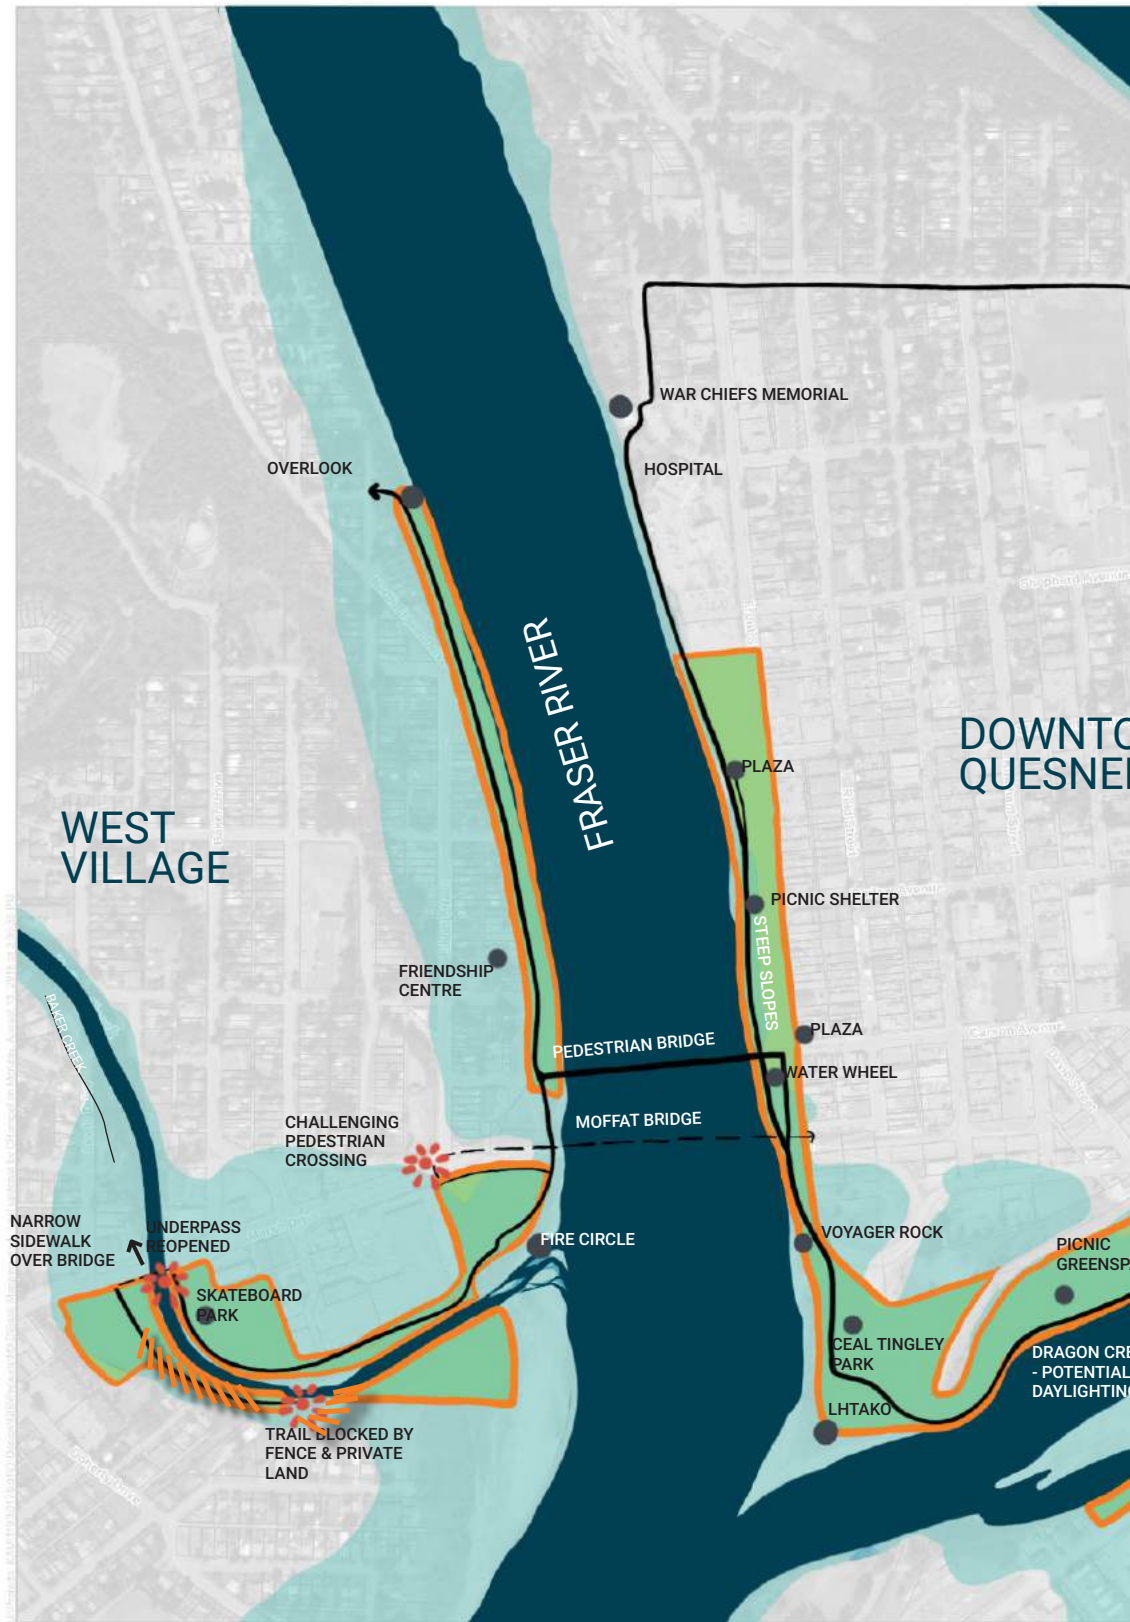 WAR CHIEFS MEMORIAL
OVERLOOK
HOSPITAL
FRASER RIVER
DOWNTO
QUESNEL
PLAZA
WEST
VILLAGE
PICNIC SHELTER
STEEP SLOPES
FRIENDSHIP
CENTRE
BAKER CREEK
PLAZA
PEDESTRIAN BRIDGE
WATER WHEEL
MOFFAT BRIDGE
CHALLENGING
PEDESTRIAN
CROSSING
NARROW
SIDEWALK
OVER BRIDGE
UNDERPASS
REOPENED
FIRE CIRCLE
VOYAGER ROCK
PICNIC
GREENSP
SKATEBOARD
PARK
CEAL TINGLEY
PARK
DRAGON CRE
- POTENTIAL
DAYLIGHTING
LHTAKO
TRAIL BLOCKED BY
FENCE & PRIVATE
LAND